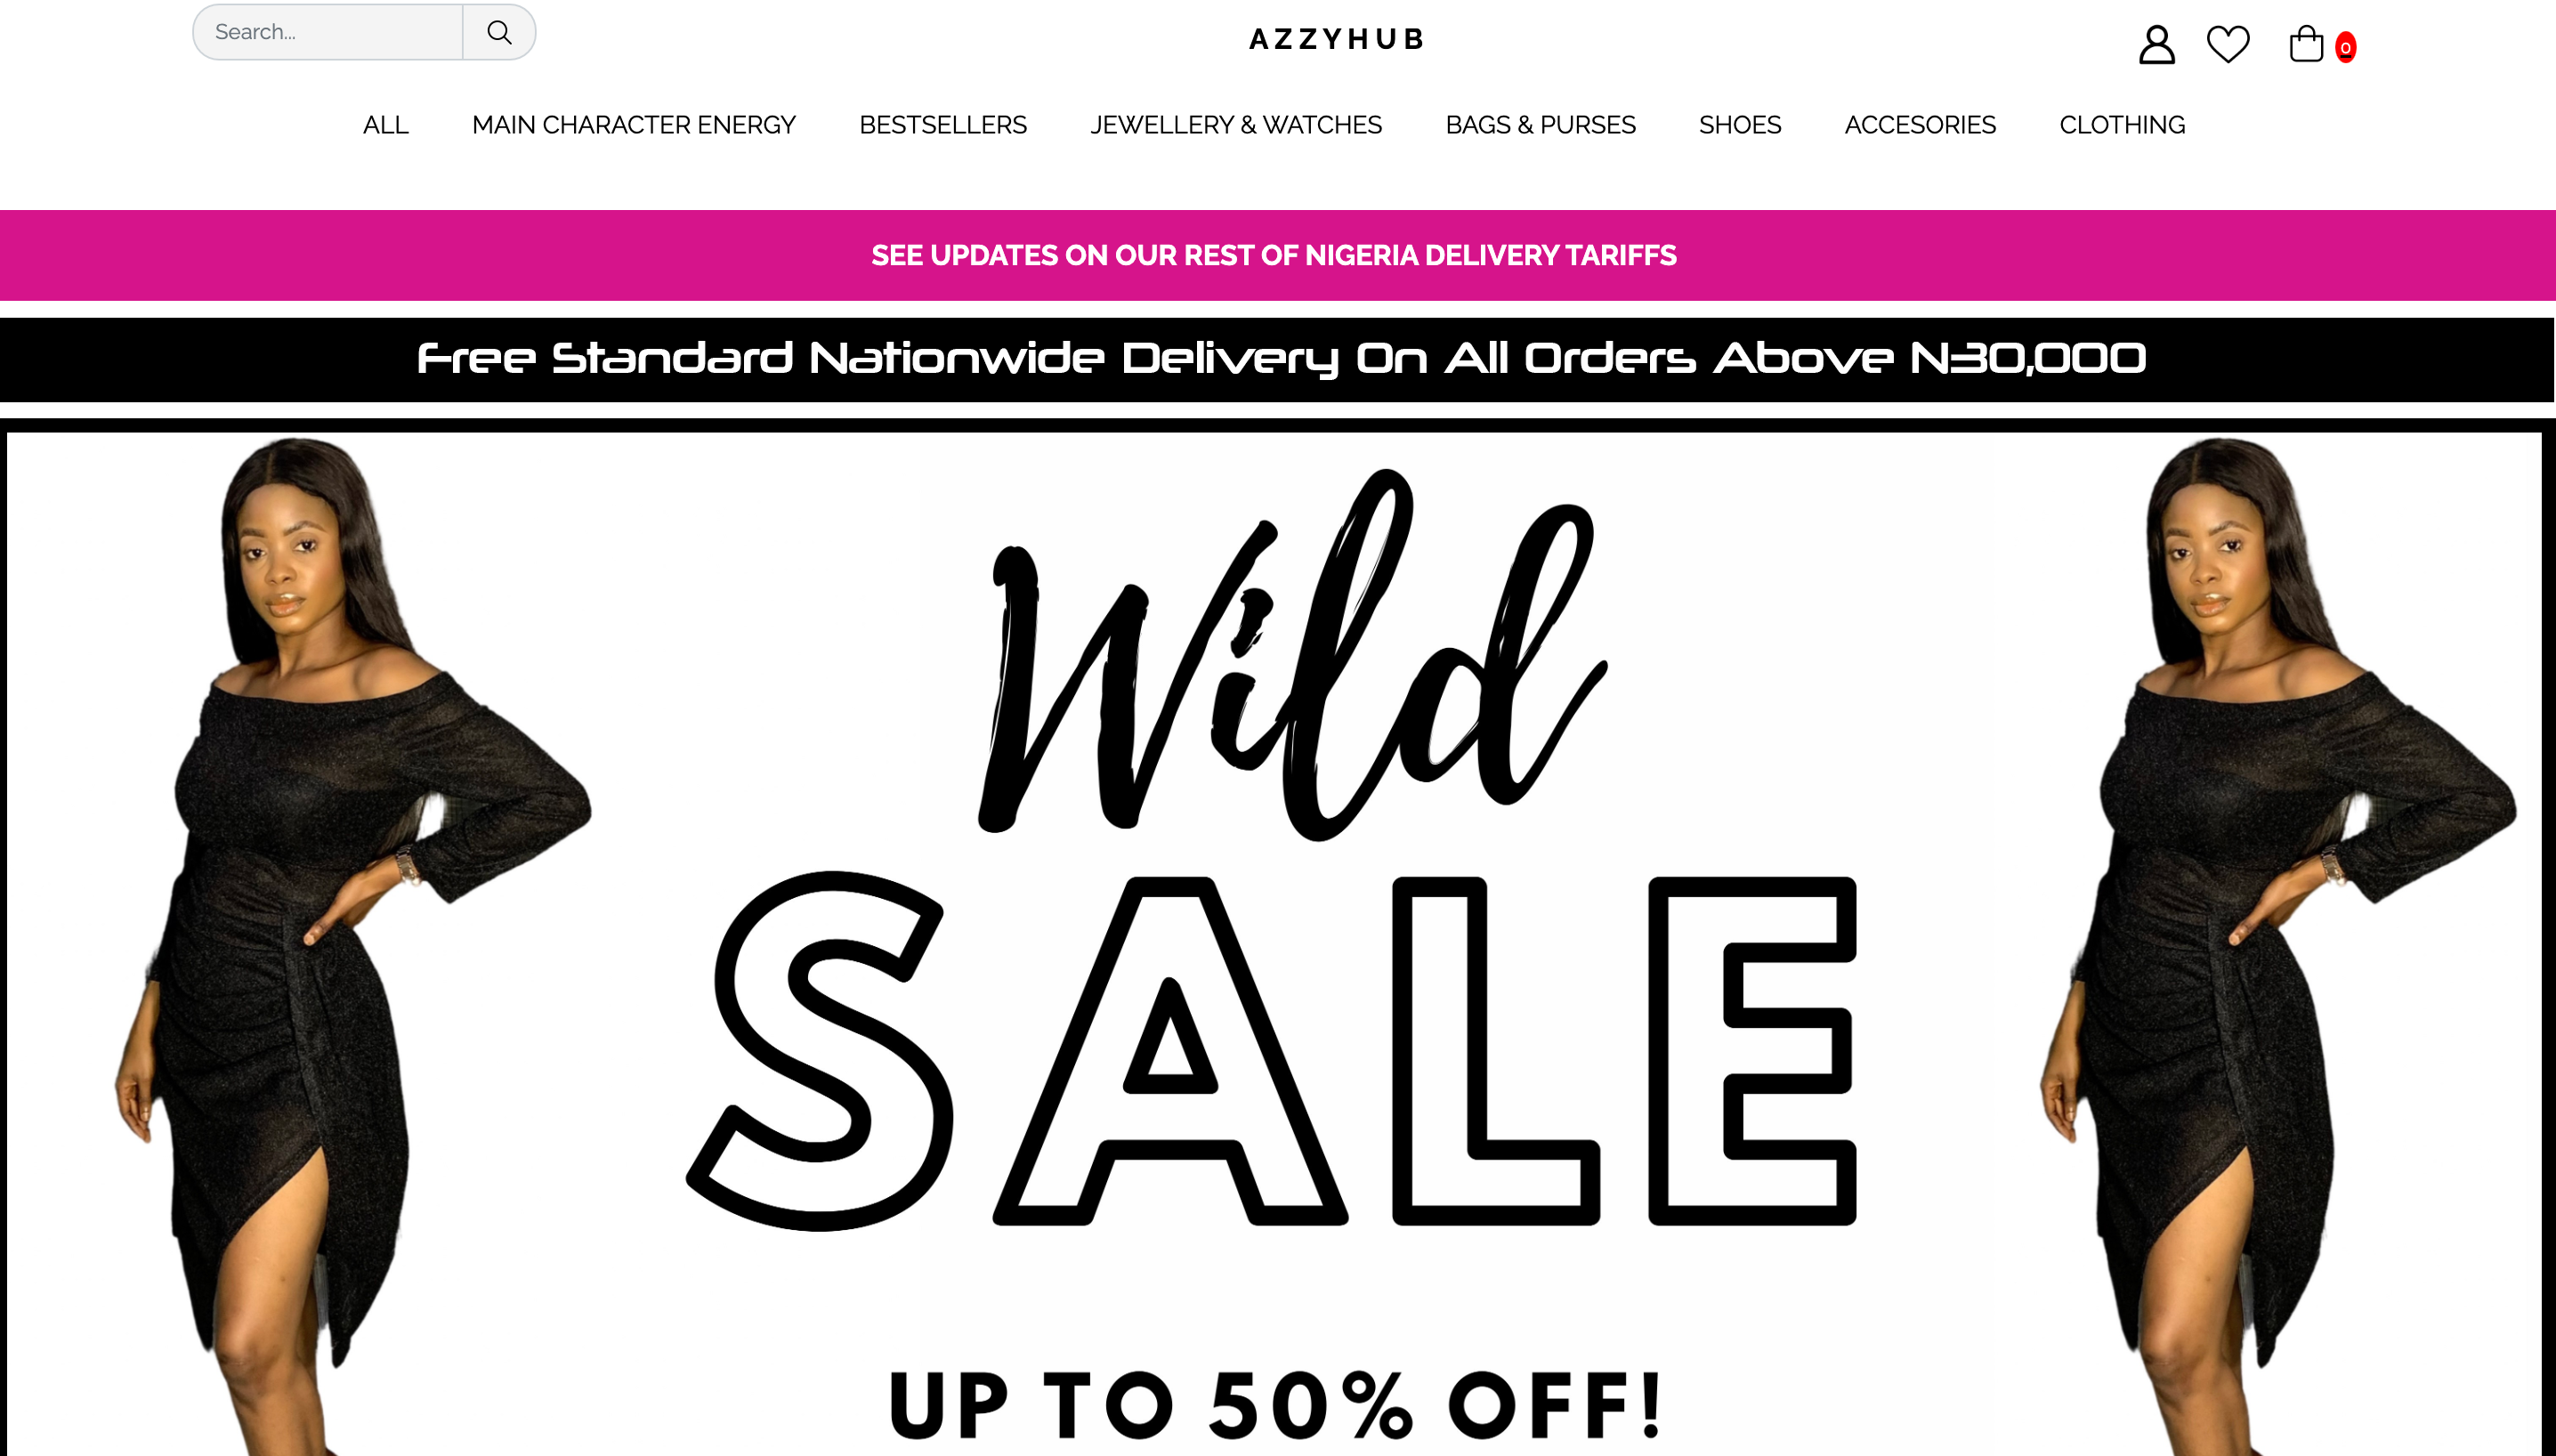 Search...
AZZYHUB
0
ALL MAIN CHARACTER ENERGY BESTSELLERS JEWELLERY & WATCHES BAGS & PURSES SHOES ACCESORIES CLOTHING
SEE UPDATES ON OUR REST OF NIGERIA DELIVERY TARIFFS
Free Standard Nationwide Delivery On All Orders Above N30,000
Wild
SALE
UP TO 50% OFF!